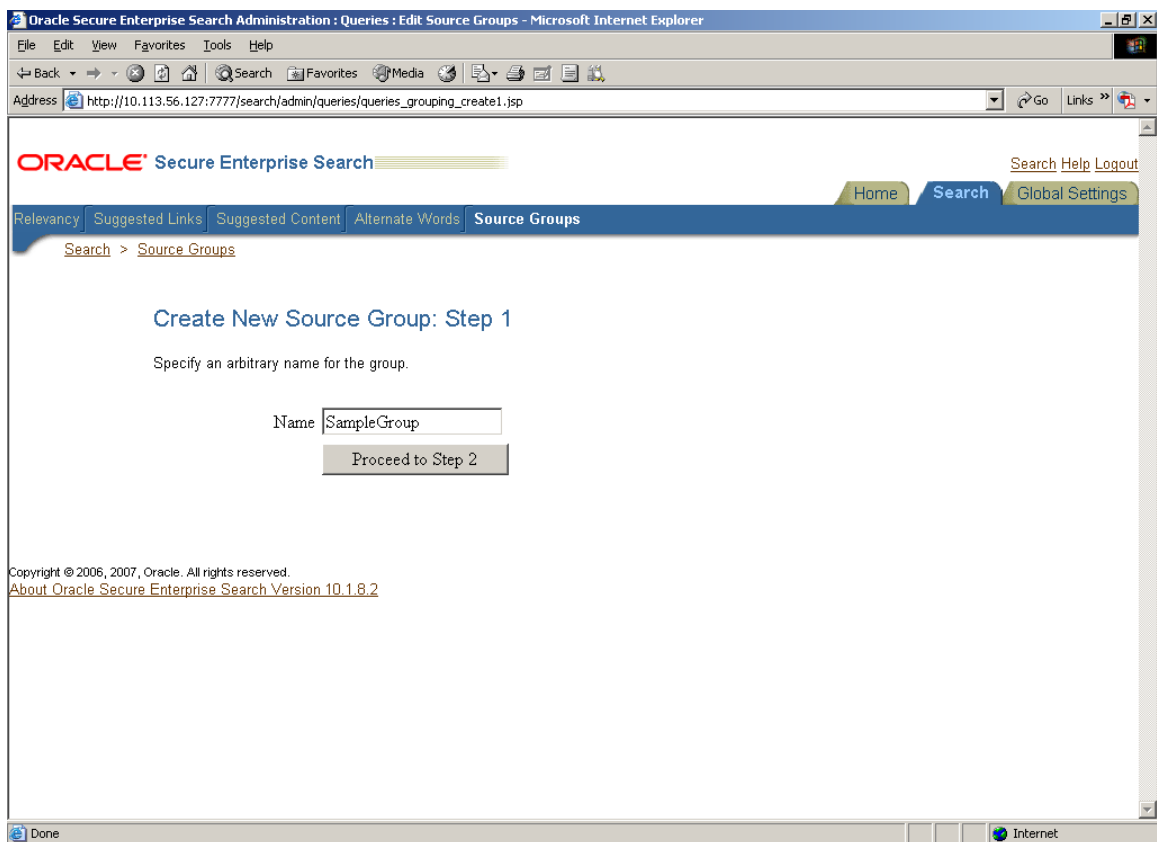 Oracle Secure Enterprise Search Administration : Queries : Edit Source Groups - Microsoft Internet Explorer
File Edit View Favorites Tools Help
Back Search Favorites Media
Address http://10.113.56.127:7777/search/admin/queries/queries_grouping_create1.jsp Go Links »
ORACLE Secure Enterprise Search
Search Help Logout
Home Search Global Settings
Relevancy Suggested Links Suggested Content Alternate Words Source Groups
Search > Source Groups
Create New Source Group: Step 1
Specify an arbitrary name for the group.
Name SampleGroup
Proceed to Step 2
Copyright © 2006, 2007, Oracle. All rights reserved.
About Oracle Secure Enterprise Search Version 10.1.8.2
Done Internet